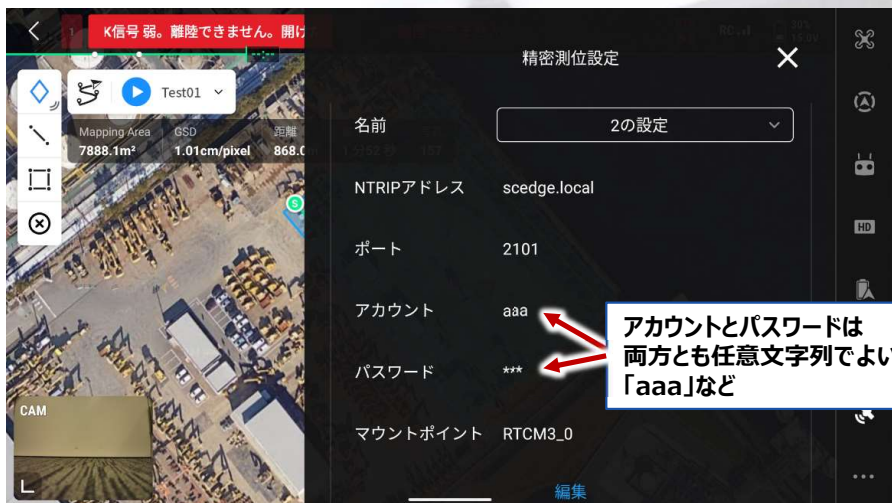 K信号 弱。離陸できません。開け
精密測位設定
Test01
Mapping Area
7888.1m²
GSD
1.01cm/pixel
距離
868.0
名前
2の設定
NTRIPアドレス
scedge.local
ポート
2101
アカウント
aaa
パスワード
***
マウントポイント
RTCM3_0
編集
アカウントとパスワードは
両方とも任意文字列でよい
「aaa」など
S
HD
CAM